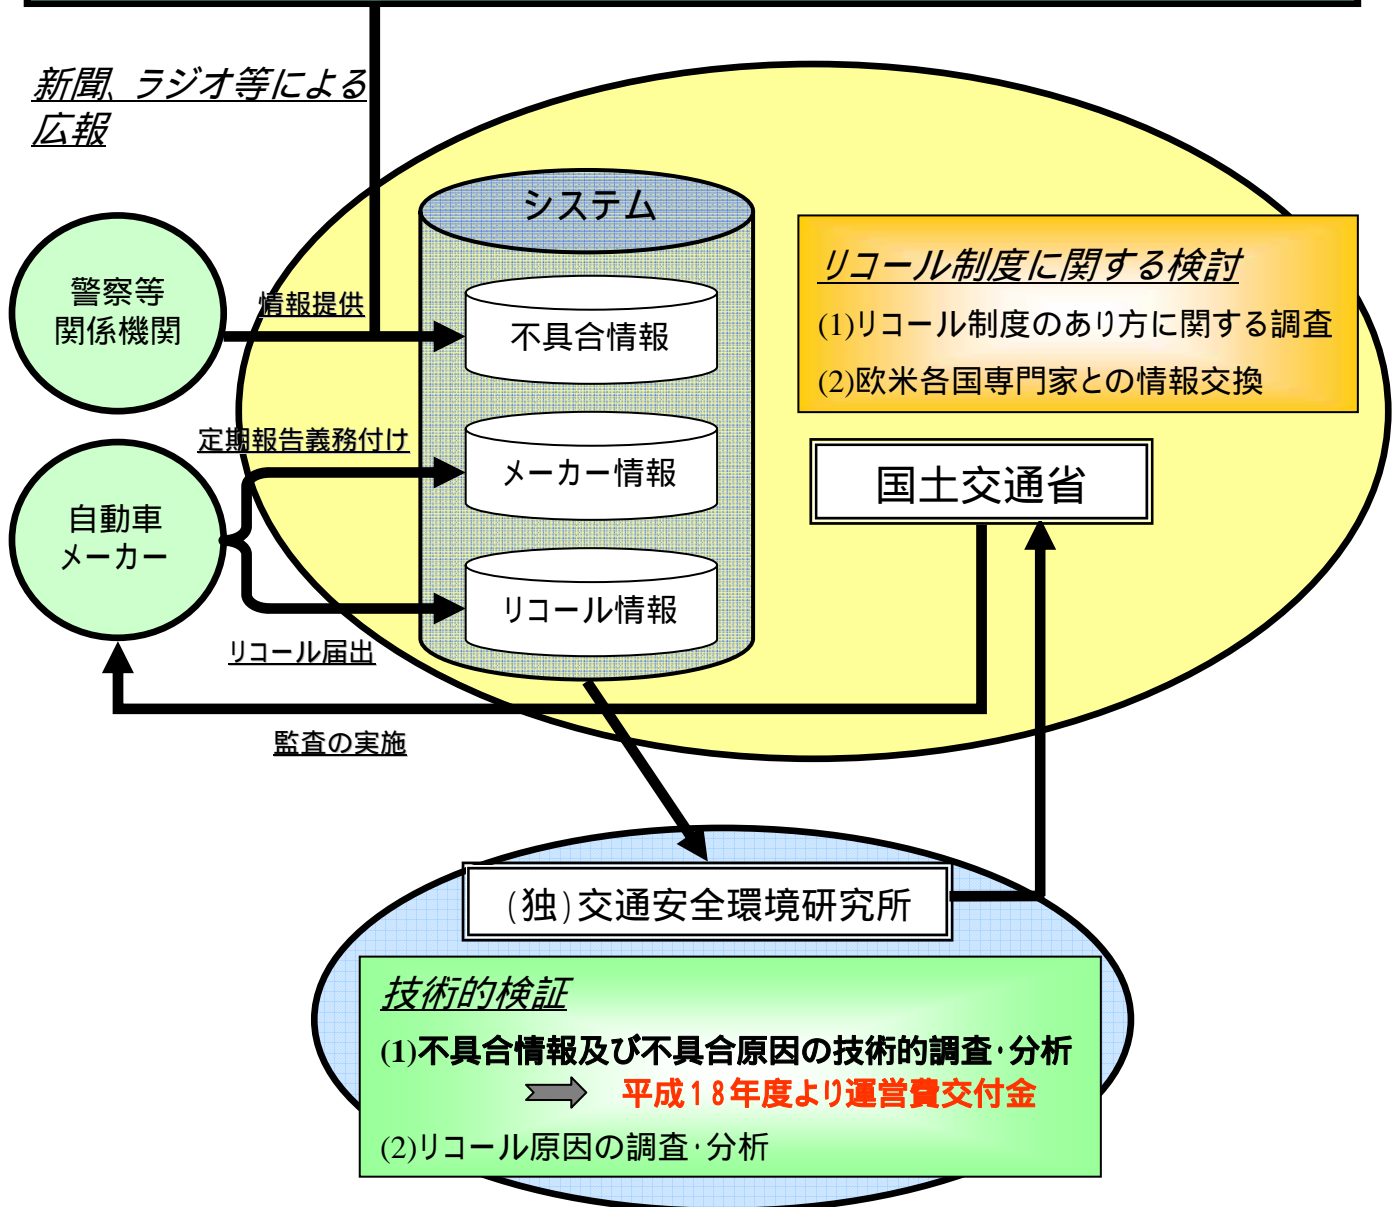 新聞、ラジオ等による
広報
システム
警察等
関係機関
情報提供
不具合情報
リコール制度に関する検討
(1)リコール制度のあり方に関する調査
(2)欧米各国専門家との情報交換
定期報告義務付け
メーカー情報
国土交通省
自動車
メーカー
リコール情報
リコール届出
監査の実施
(独)交通安全環境研究所
技術的検証
(1)不具合情報及び不具合原因の技術的調査・分析
平成18年度より運営費交付金
(2)リコール原因の調査・分析